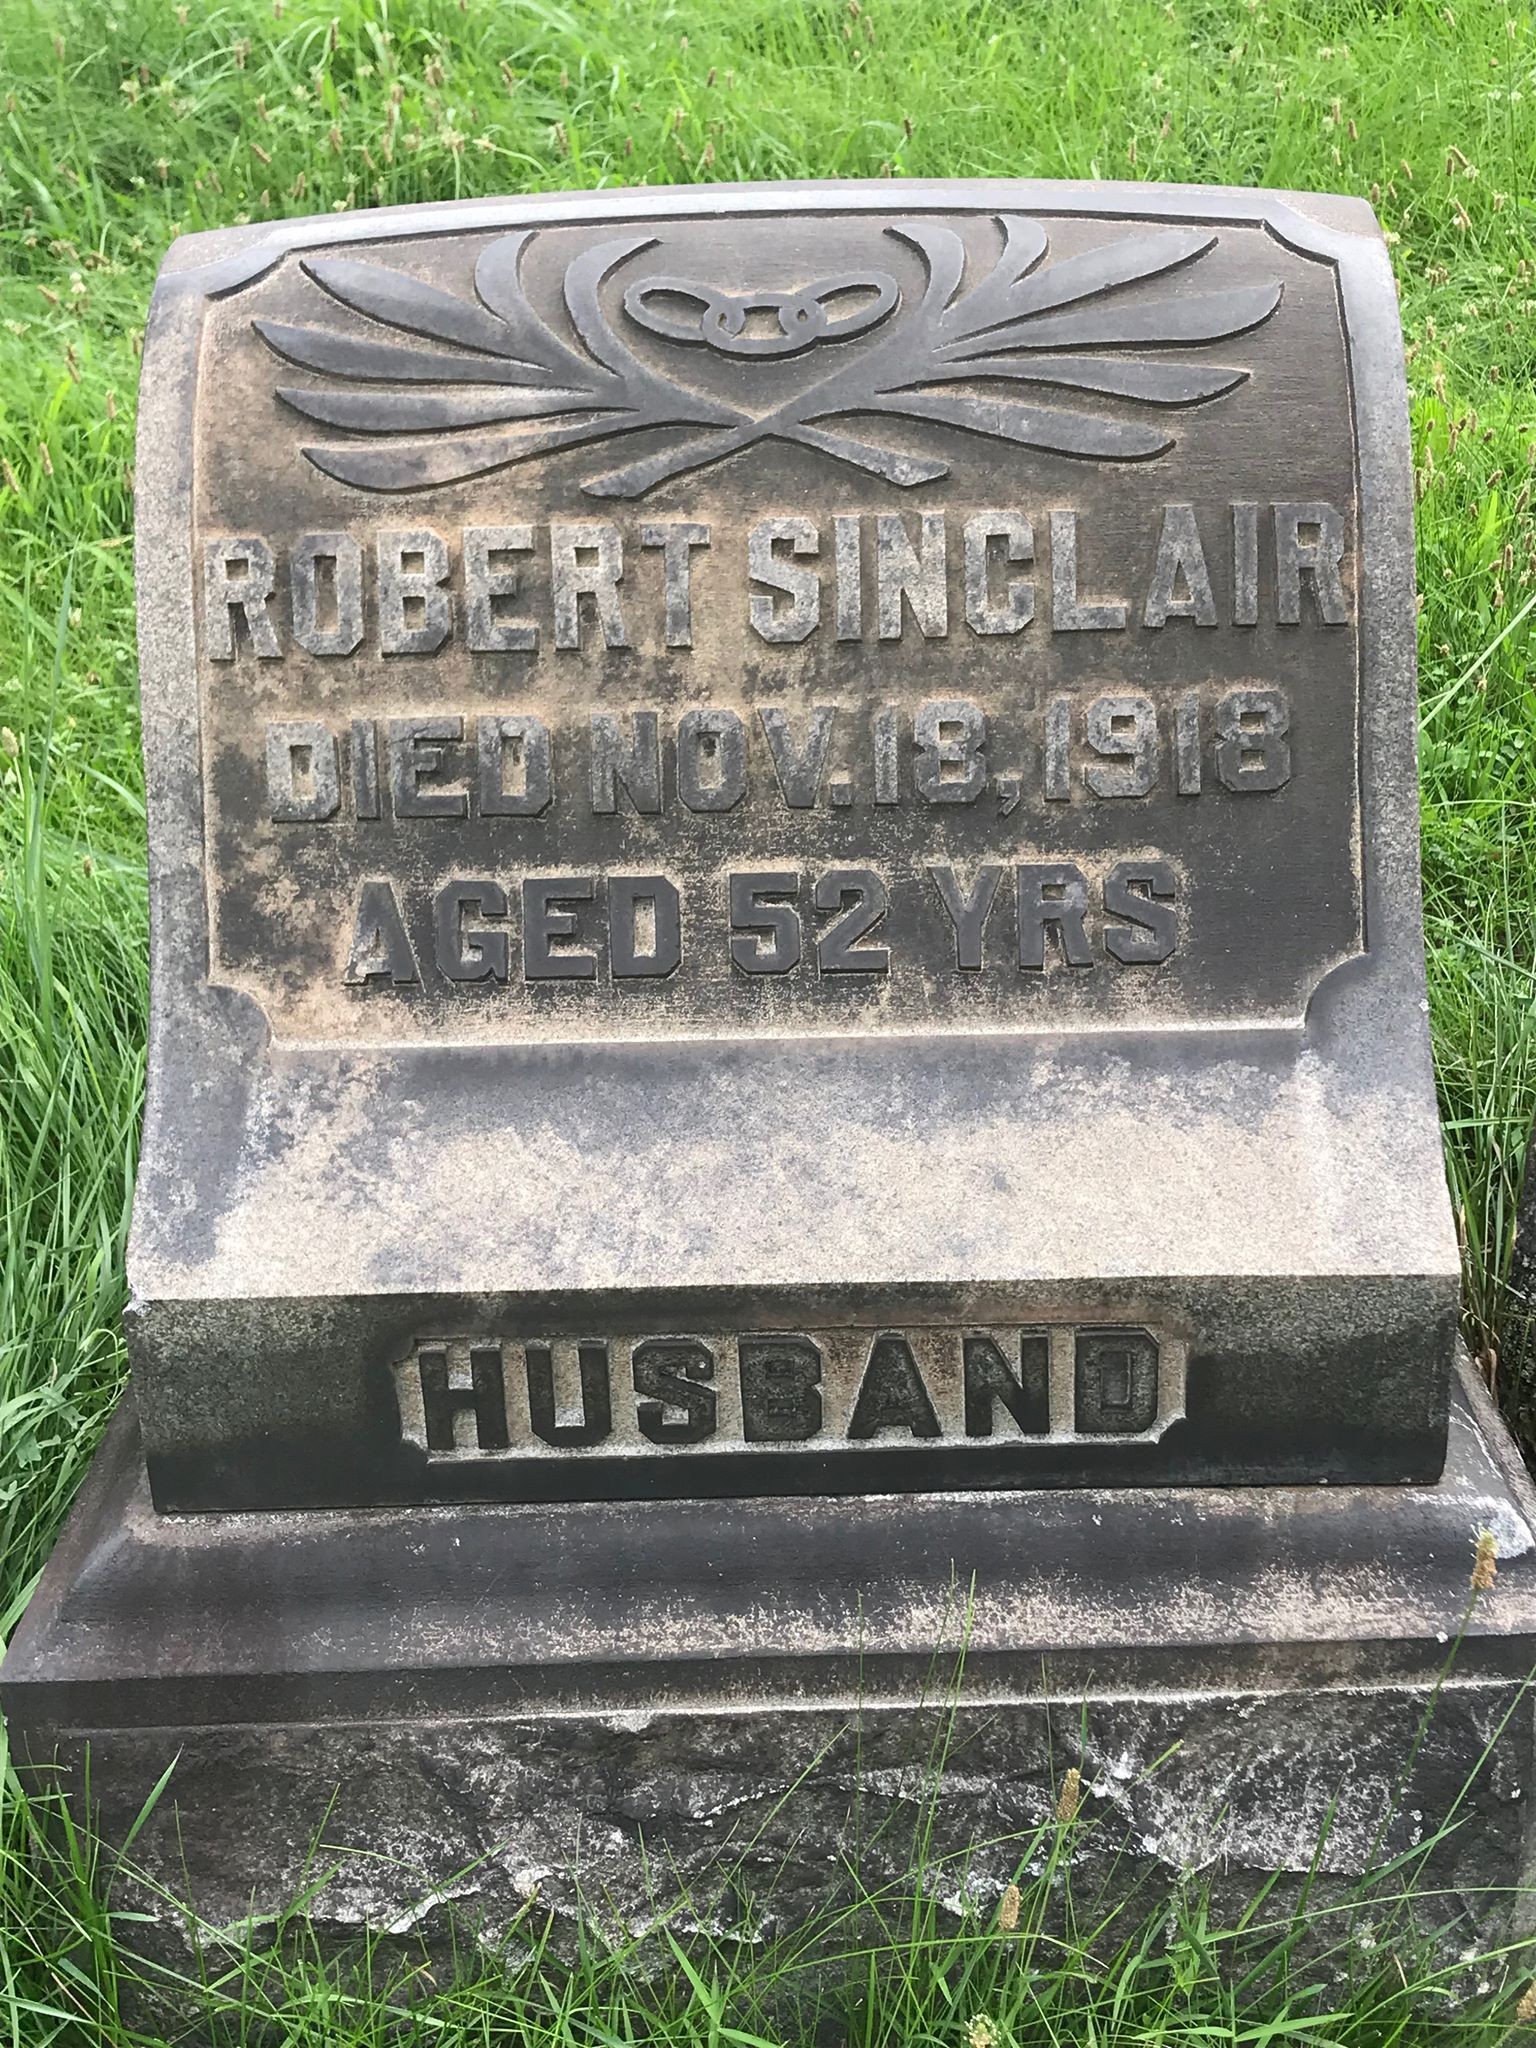 ROBERT SINCLAIR
DIED NOV. 18, 1918
AGED 52 YRS
HUSBAND